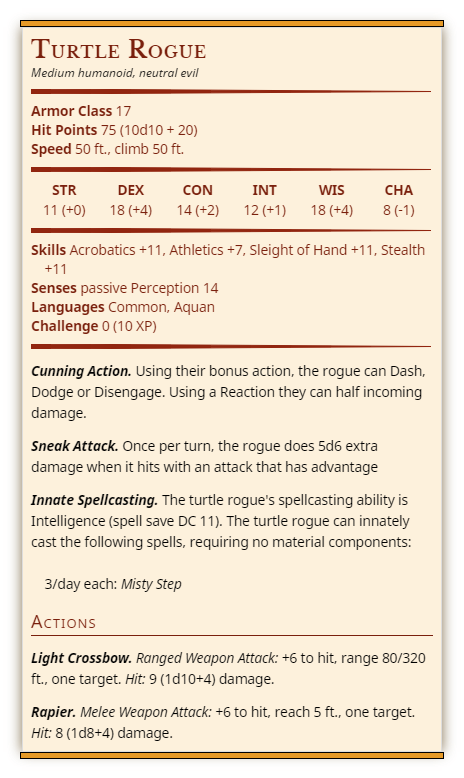 Turtle Rogue
Medium humanoid, neutral evil
Armor Class 17
Hit Points 75 (10d10 + 20)
Speed 50 ft., climb 50 ft.
STR DEX CON INT WIS CHA
11 (+0) 18 (+4) 14 (+2) 12 (+1) 18 (+4) 8 (-1)
Skills Acrobatics +11, Athletics +7, Sleight of Hand +11, Stealth
+11
Senses passive Perception 14
Languages Common, Aquan
Challenge 0 (10 XP)
Cunning Action. Using their bonus action, the rogue can Dash,
Dodge or Disengage. Using a Reaction they can half incoming
damage.
Sneak Attack. Once per turn, the rogue does 5d6 extra
damage when it hits with an attack that has advantage
Innate Spellcasting. The turtle rogue's spellcasting ability is
Intelligence (spell save DC 11). The turtle rogue can innately
cast the following spells, requiring no material components:
3/day each: Misty Step
Actions
Light Crossbow. Ranged Weapon Attack: +6 to hit, range 80/320
ft., one target. Hit: 9 (1d10+4) damage.
Rapier. Melee Weapon Attack: +6 to hit, reach 5 ft., one target.
Hit: 8 (1d8+4) damage.